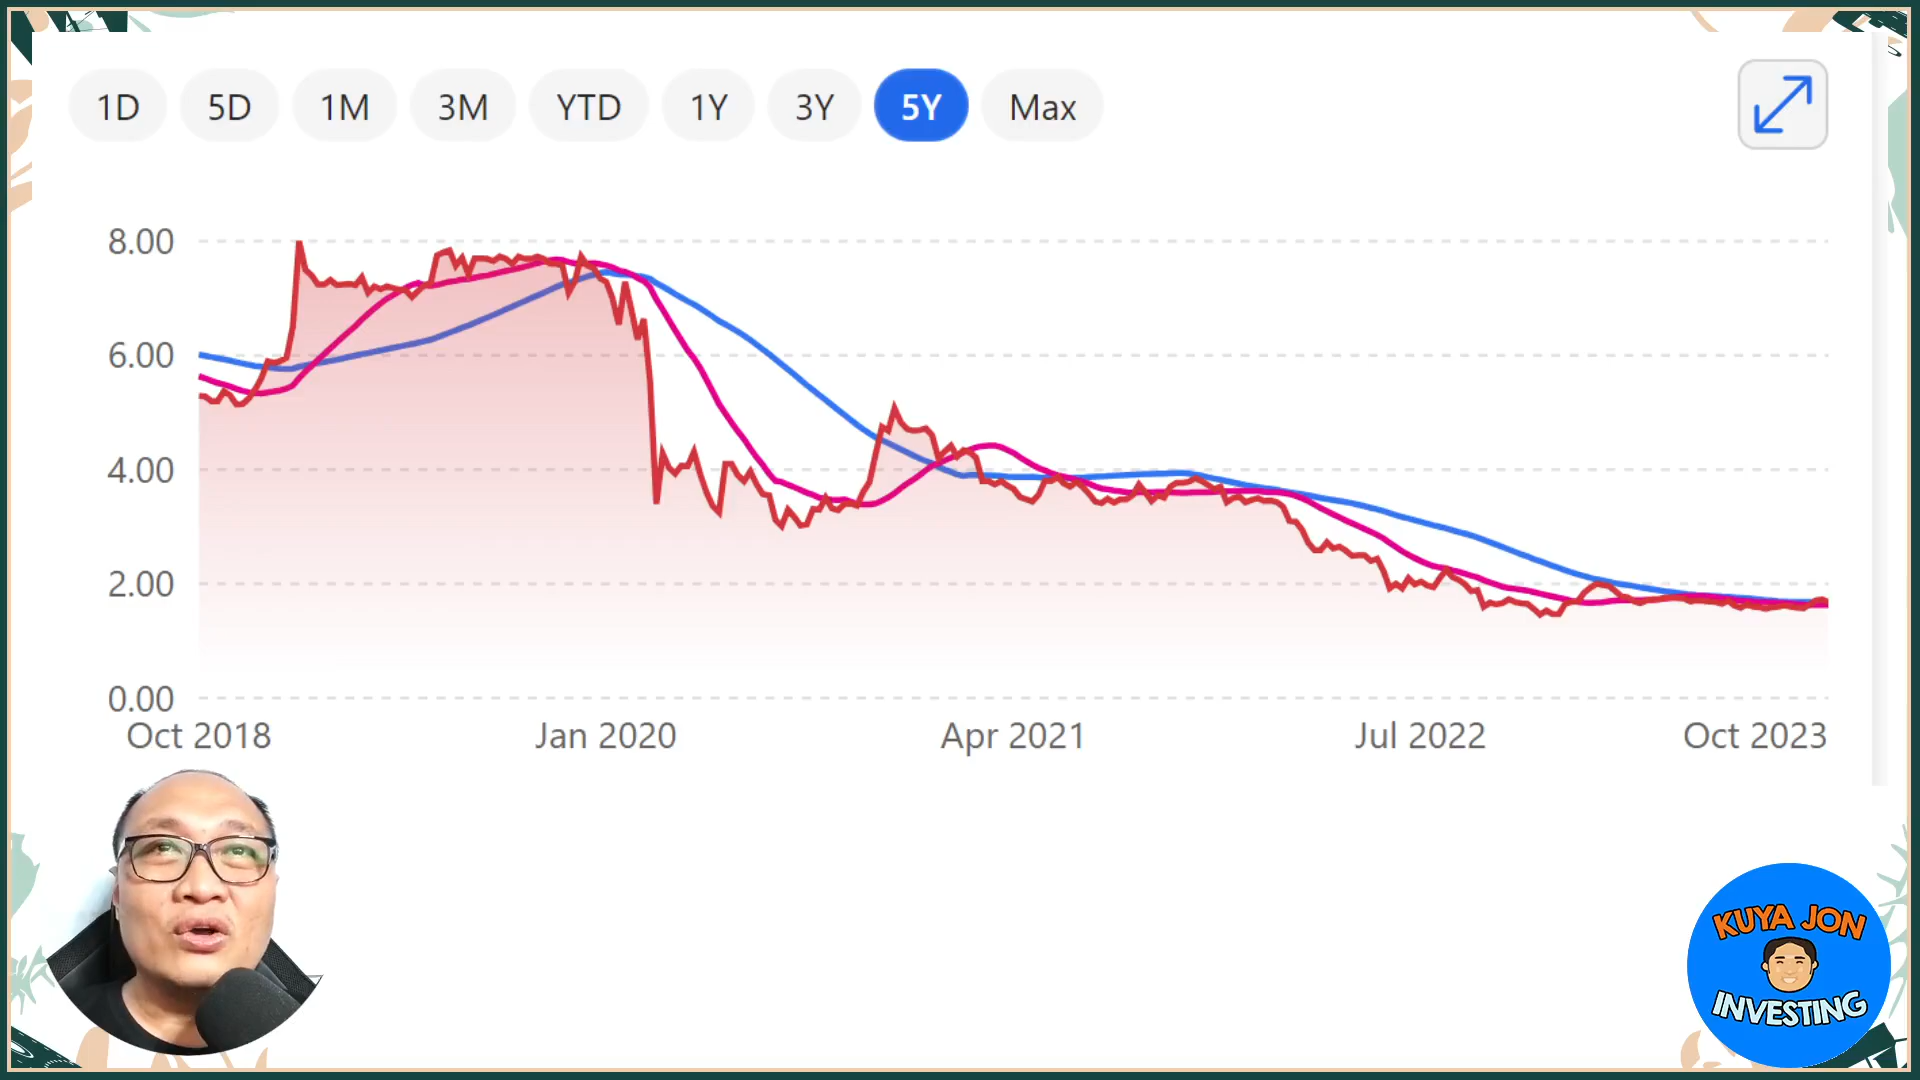 1D 5D 1M 3M YTD 1Y 3Y 5Y Max
8.00
6.00
4.00
2.00
0.00
Oct 2018 Jan 2020 Apr 2021 Jul 2022 Oct 2023
KUYA JON
INVESTING